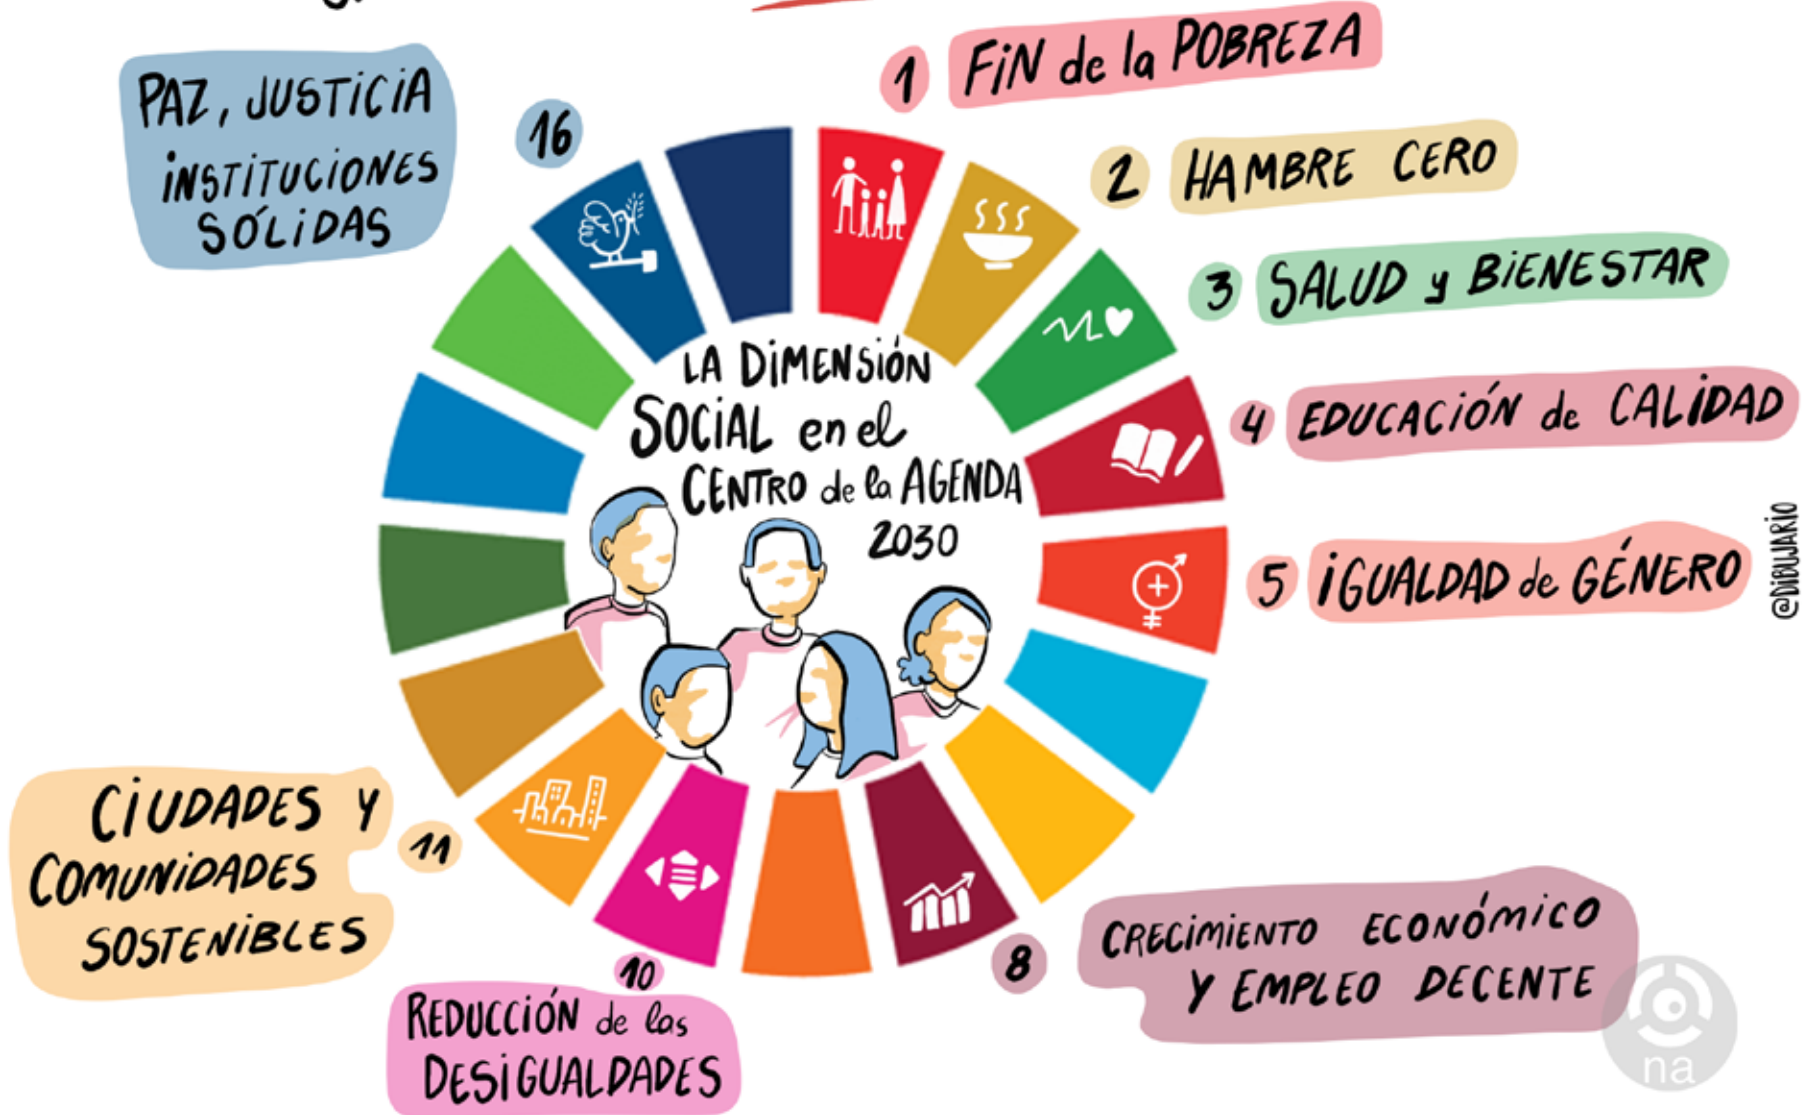 1 FiN de la POBREZA
2 HAMBRE CERO
3 SALUD y BiENESTAR
4 EDUCACiÓN de CALiDAD
5 iGUALDAD de GÉNERO
8 CRECiMiENTO ECONÓMiCO
Y EMPLEO DECENTE
10
REDUCCiÓN de las
DESiGUALDADES
11
CiUDADES Y
COMUNiDADES
SOSTENiBLES
16
PAZ, JUSTiCiA
iNSTiTUCiONES
SÓLiDAS
LA DiMENSiÓN
SOCiAL en el
CENTRO de la AGENDA
2030
@DiBUJARiO
na